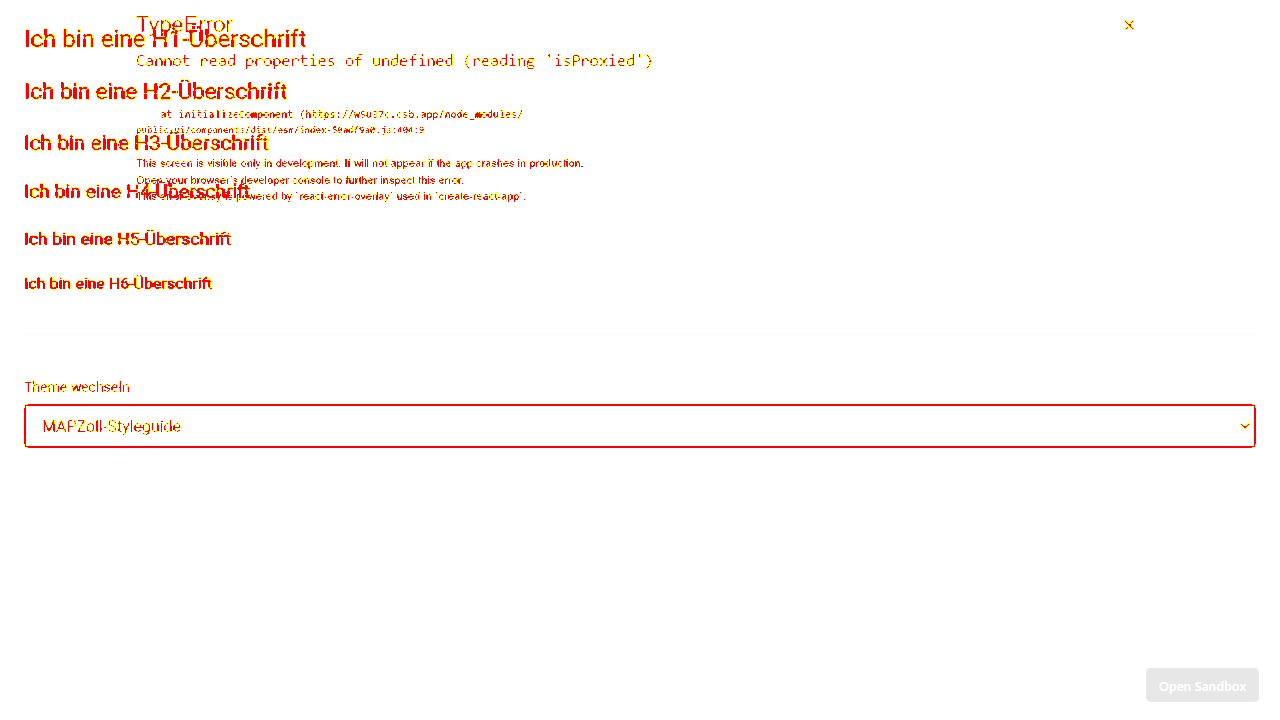 TypeError
×
Ich bin eine H1-Überschrift
Cannot read properties of undefined (reading 'isProxied')
Ich bin eine H2-Überschrift
at initializeComponent (https://w5u37c.csb.app/node_modules/
public-ui/components/dist/esm/index-50adf9a0.js:404:9
Ich bin eine H3-Überschrift
This screen is visible only in development. It will not appear if the app crashes in production.
Open your browser's developer console to further inspect this error.
Ich bin eine H4-Überschrift
This error overlay is powered by `react-error-overlay` used in `create-react-app`.
Ich bin eine H5-Überschrift
Ich bin eine H6-Überschrift
Theme wechseln
MAPZoll-Styleguide
Open Sandbox